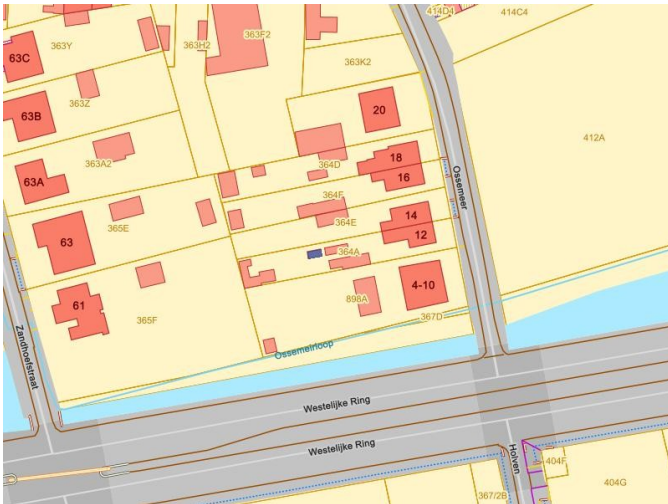 414D4
414C4
363Y
363H2
363F2
63C
363K2
363Z
20
63B
412A
363A2
18
364D
63A
16
Ossemeer
364F
365E
364E
14
63
12
364A
4-10
61
898A
365F
367D
Ossemeirloop
Zandhoefstraat
Westelijke Ring
Westelijke Ring
Holven
404F
404G
367/2B